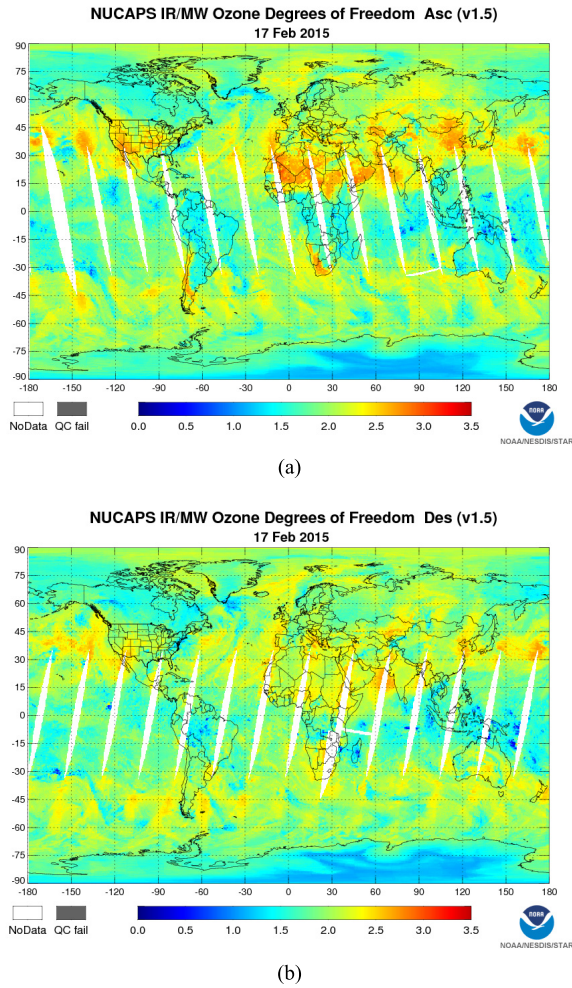 NUCAPS IR/MW Ozone Degrees of Freedom Asc (v1.5)
17 Feb 2015
90
75
60
45
30
15
0
-15
-30
-45
-60
-75
-90
-180 -150 -120 -90 -60 -30 0 30 60 90 120 150 180
NoData QC fail 0.0 0.5 1.0 1.5 2.0 2.5 3.0 3.5
NOAA
NOAA/NESDIS/STAR
(a)
NUCAPS IR/MW Ozone Degrees of Freedom Des (v1.5)
17 Feb 2015
90
75
60
45
30
15
0
-15
-30
-45
-60
-75
-90
-180 -150 -120 -90 -60 -30 0 30 60 90 120 150 180
NoData QC fail 0.0 0.5 1.0 1.5 2.0 2.5 3.0 3.5
NOAA
NOAA/NESDIS/STAR
(b)